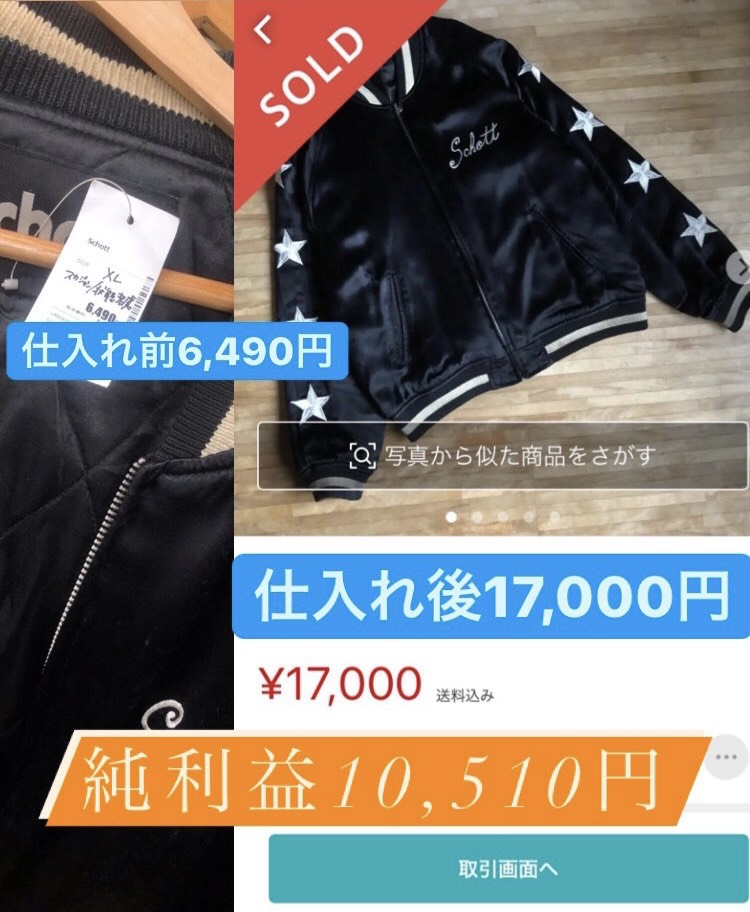 SOLD
Schott
Schott
XL
6,490
仕入れ前6,490円
写真から似た商品をさがす
仕入れ後17,000円
¥17,000 送料込み
純利益10,510円
取引画面へ